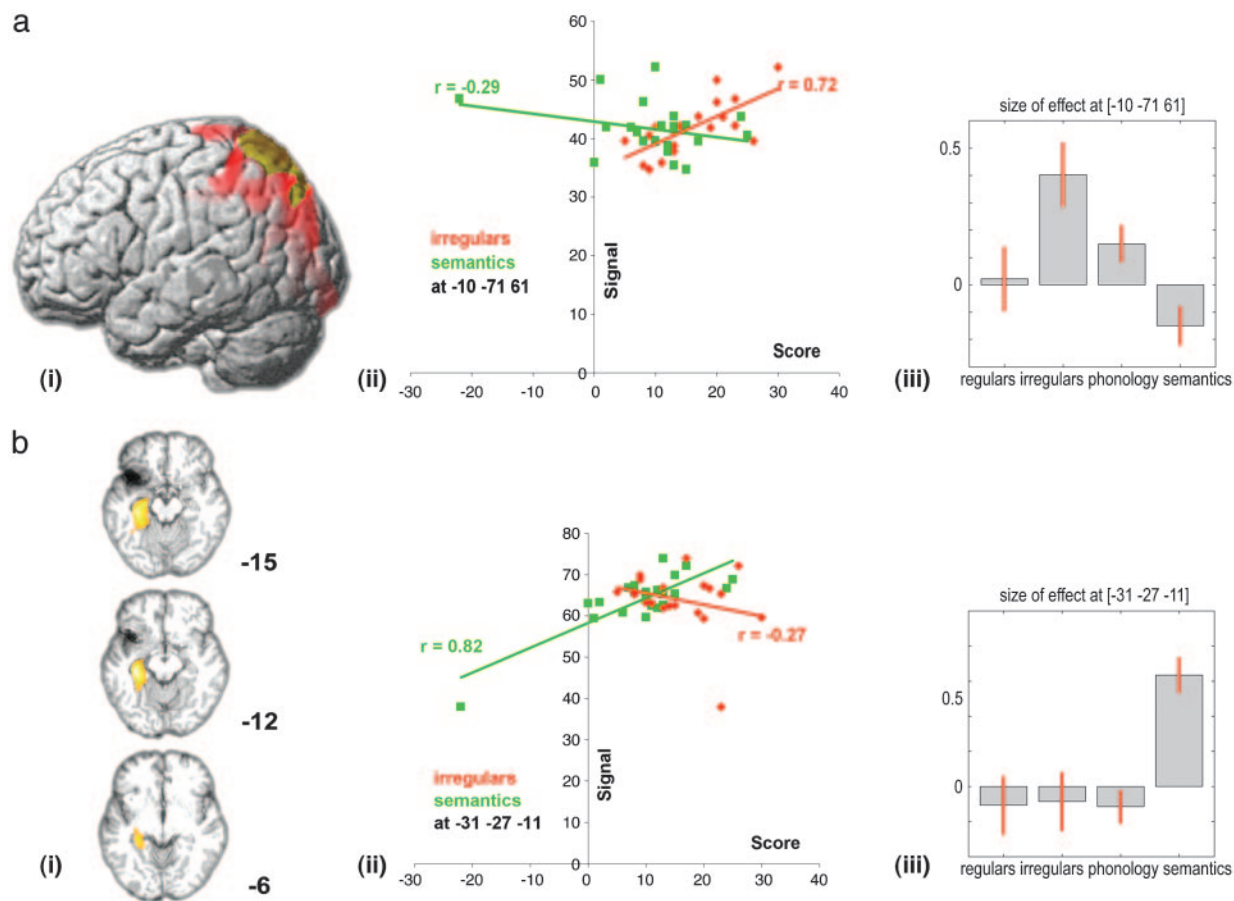 a
60
50
40
30
20
10
0
-30 -20 -10 0 10 20 30 40
r = -0.29
r = 0.72
irregulars
semantics
at -10 -71 61
Signal
Score
size of effect at [-10 -71 61]
0.5
0
regulars irregulars phonology semantics
(i)
(ii)
(iii)
b
-15
-12
-6
80
70
60
50
40
30
20
10
0
-30 -20 -10 0 10 20 30 40
r = 0.82
r = -0.27
irregulars
semantics
at -31 -27 -11
Signal
Score
size of effect at [-31 -27 -11]
0.5
0
regulars irregulars phonology semantics
(i)
(ii)
(iii)